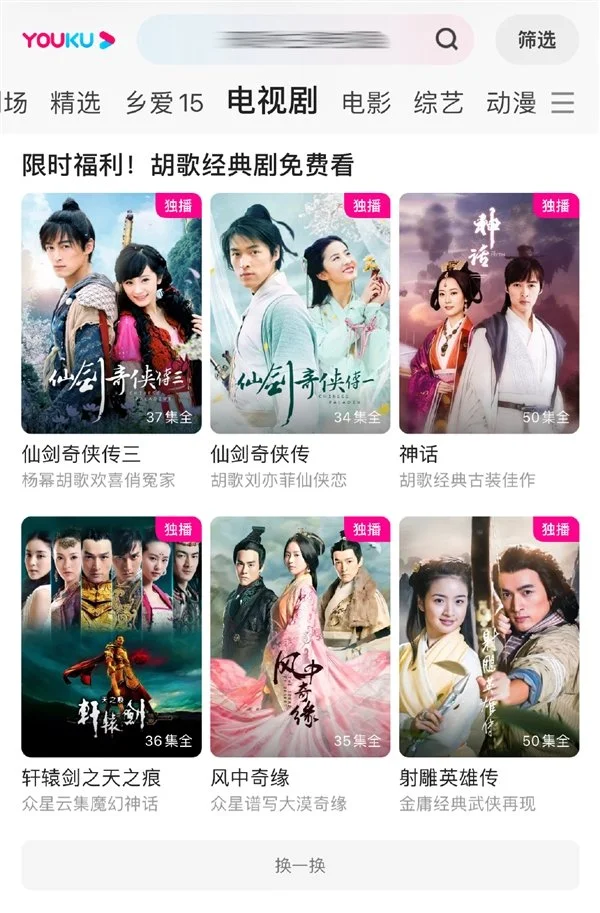 YOUKU
筛选
场 精选 乡爱15 电视剧 电影 综艺 动漫
限时福利！胡歌经典剧免费看
独播
独播
独播
仙剑奇侠传三
仙剑奇侠传一
神话
37集全
34集全
50集全
仙剑奇侠传三
仙剑奇侠传
神话
杨幂胡歌欢喜俏冤家
胡歌刘亦菲仙侠恋
胡歌经典古装佳作
独播
独播
独播
天之痕
轩辕剑
风中奇缘
射雕英雄传
36集全
35集全
50集全
轩辕剑之天之痕
风中奇缘
射雕英雄传
众星云集魔幻神话
众星谱写大漠奇缘
金庸经典武侠再现
换一换